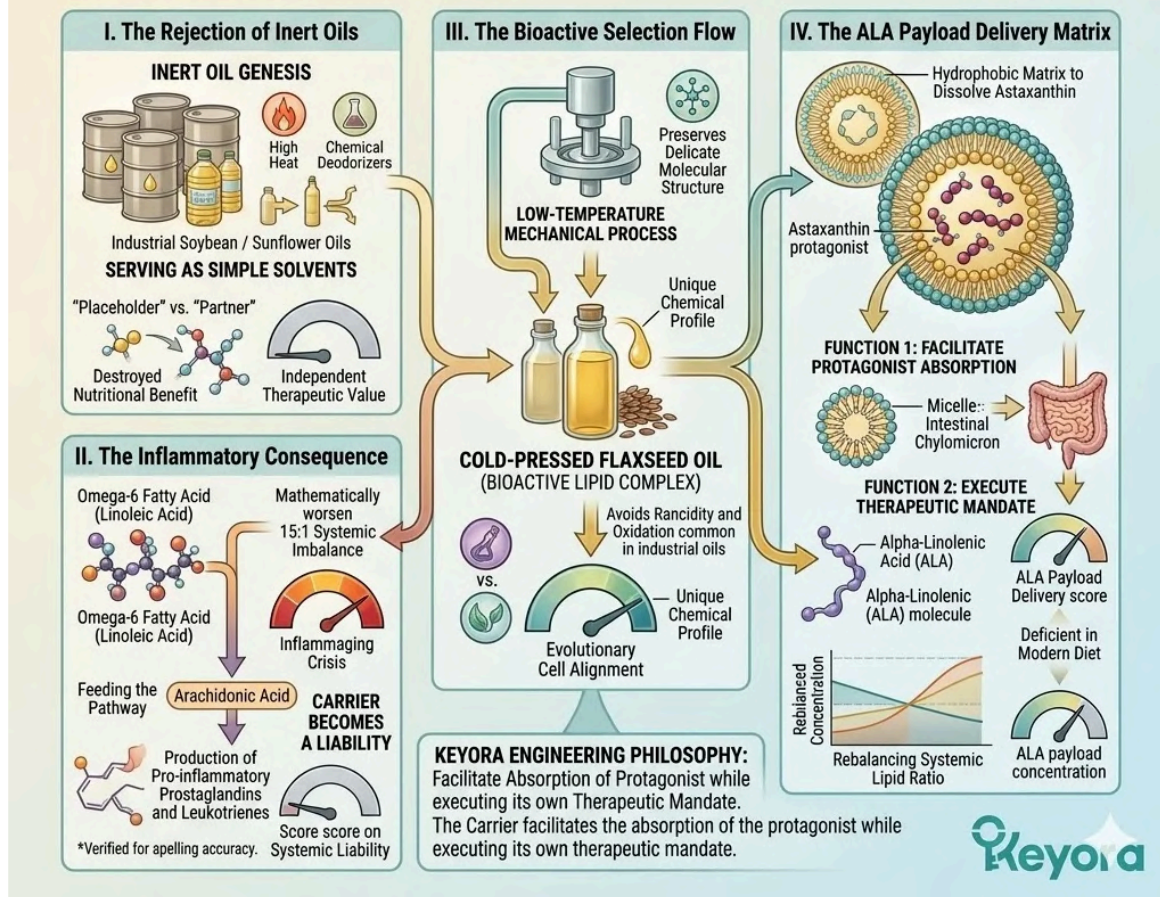 I. The Rejection of Inert Oils
INERT OIL GENESIS
High
Heat
Chemical
Deodorizers
Industrial Soybean / Sunflower Oils
SERVING AS SIMPLE SOLVENTS
“Placeholder” vs. “Partner”
Destroyed
Nutritional Benefit
Independent
Therapeutic Value
II. The Inflammatory Consequence
Omega-6 Fatty Acid
(Linoleic Acid)
Mathematically
worsen
15:1 Systemic
Imbalance
Omega-6 Fatty Acid
(Linoleic Acid)
Inflammaging
Crisis
Feeding the
Pathway
Arachidonic Acid
CARRIER
BECOMES
A LIABILITY
Production of
Pro-inflammatory
Prostaglandins
and Leukotrienes
Score score on
Systemic Liability
*Verified for apelling accuracy.
III. The Bioactive Selection Flow
Preserves
Delicate
Molecular
Structure
LOW-TEMPERATURE
MECHANICAL PROCESS
Unique
Chemical
Profile
COLD-PRESSED FLAXSEED OIL
(BIOACTIVE LIPID COMPLEX)
Avoids Rancidity and
Oxidation common
in industrial oils
VS.
Unique
Chemical
Profile
Evolutionary
Cell Alignment
KEYORA ENGINEERING PHILOSOPHY:
Facilitate Absorption of Protagonist while
executing its own Therapeutic Mandate.
The Carrier facilitates the absorption of the protagonist while
executing its own therapeutic mandate.
IV. The ALA Payload Delivery Matrix
Hydrophobic Matrix to
Dissolve Astaxanthin
Astaxanthin
protagonist
FUNCTION 1: FACILITATE
PROTAGONIST ABSORPTION
Micelle::
Intestinal
Chylomicron
FUNCTION 2: EXECUTE
THERAPEUTIC MANDATE
Alpha-Linolenic
Acid (ALA)
Alpha-Linolenic
(ALA) molecule
ALA Payload
Delivery score
Deficient in
Modern Diet
ALA payload
concentration
Concentration
Rebalancing Systemic
Lipid Ratio
Keyora